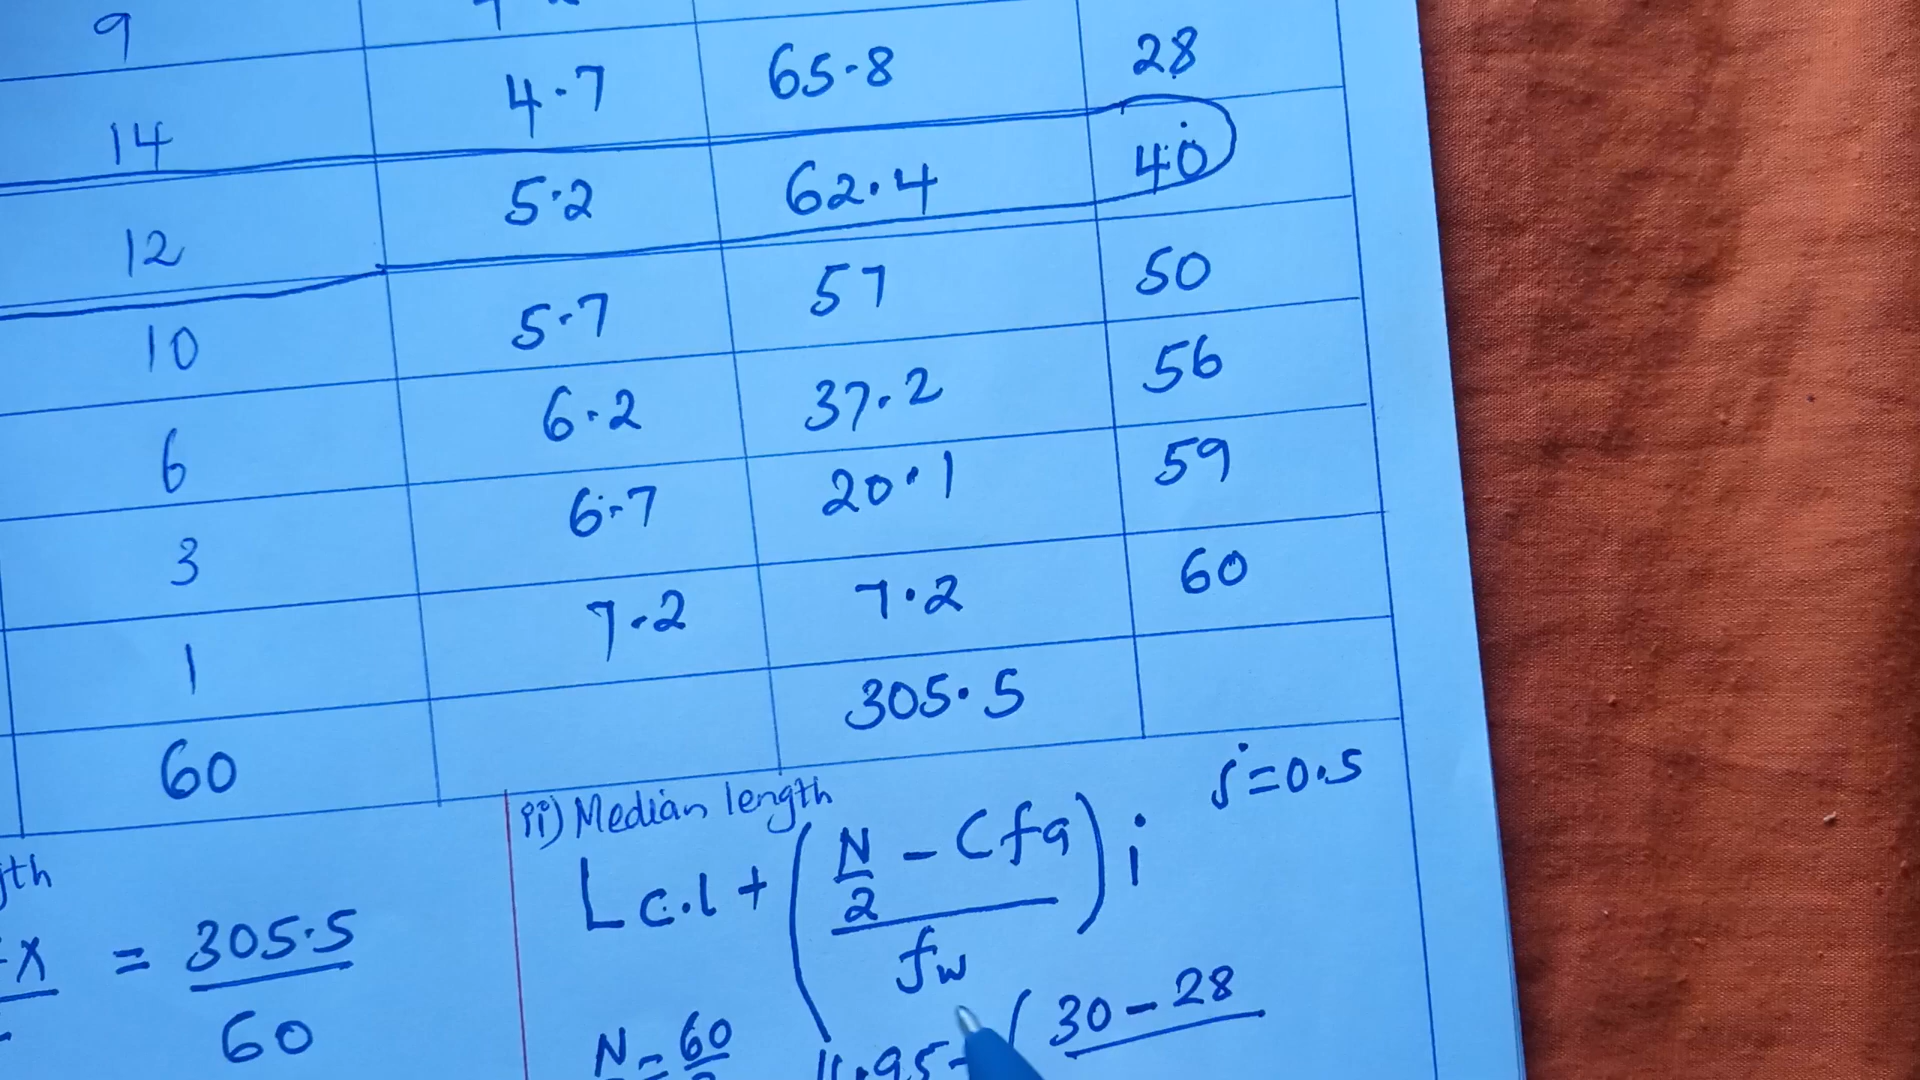 9
14 4.7 65.8 28
12 5.2 62.4 40
10 5.7 57 50
6 6.2 37.2 56
3 6.7 20.1 59
1 7.2 7.2 60
60 305.5
ii) Median length i=0.5
Lc.l + (N/2 - Cfa / fw) i
x = 305.5 / 60
N = 60
4.95 + (30 - 28